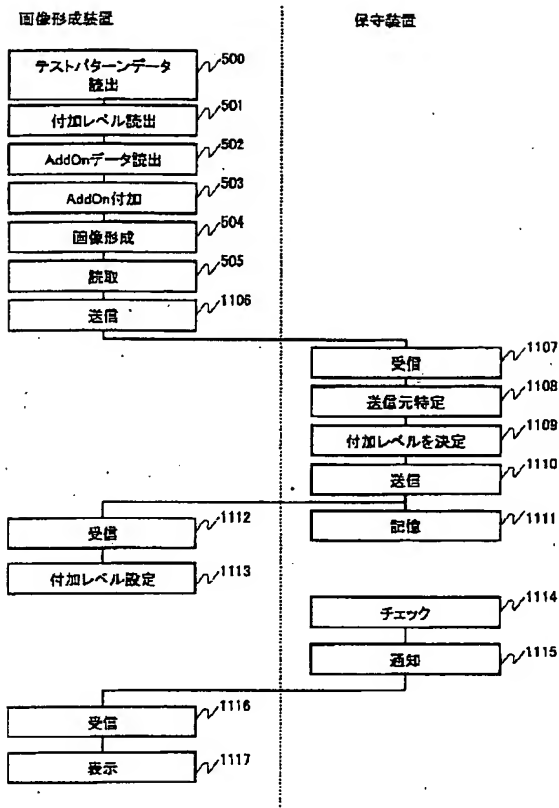 画像形成装置
保守装置
テストパターンデータ
読出
500
付加レベル読出
501
AddOnデータ読出
502
AddOn付加
503
画像形成
504
読取
505
送信
1106
受信
1107
送信元特定
1108
付加レベルを決定
1109
送信
1110
記憶
1111
受信
1112
付加レベル設定
1113
チェック
1114
通知
1115
受信
1116
表示
1117